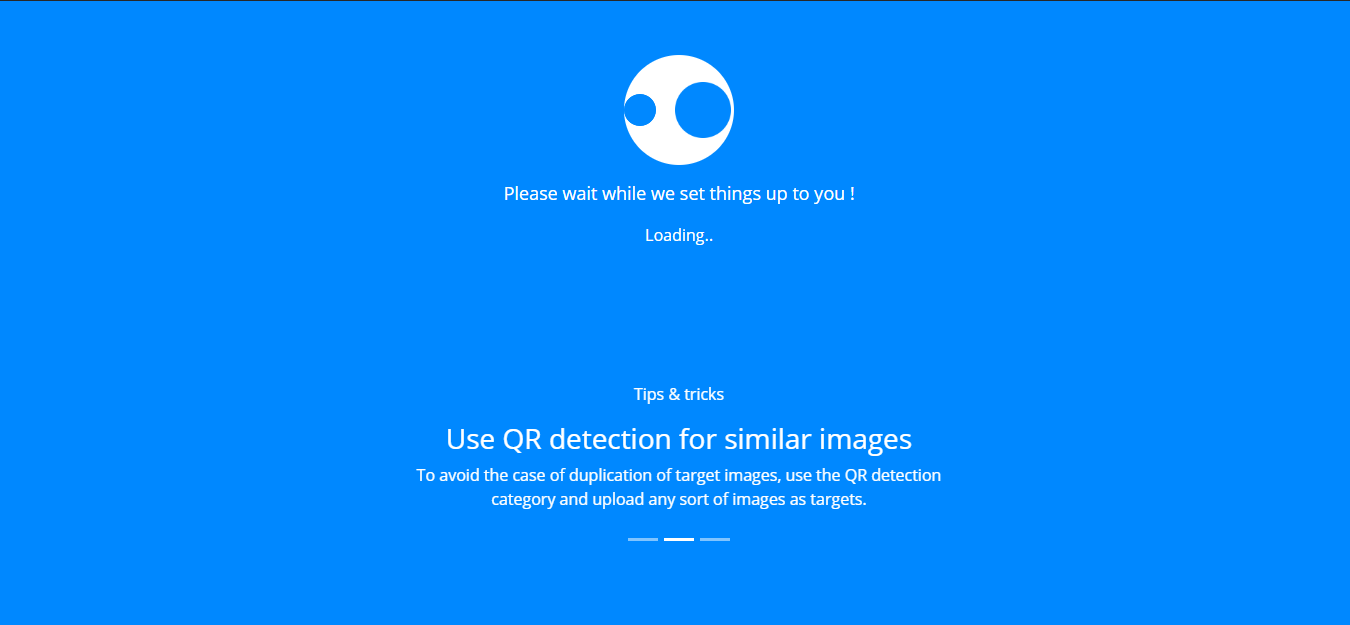 Please wait while we set things up to you !
Loading..
Tips & tricks
Use QR detection for similar images
To avoid the case of duplication of target images, use the QR detection
category and upload any sort of images as targets.